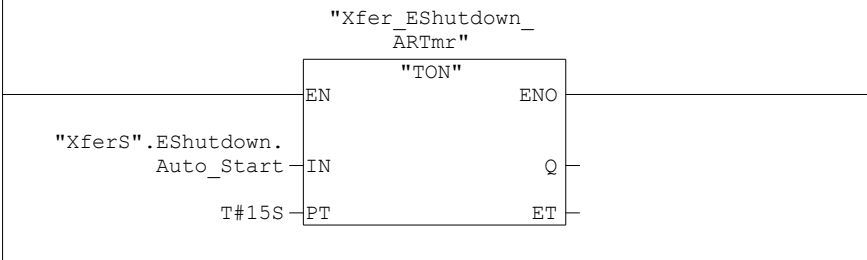 "Xfer_EShutdown_
ARTmr"
"TON"
EN ENO
"XferS".EShutdown.
Auto_Start IN Q
T#15S PT ET